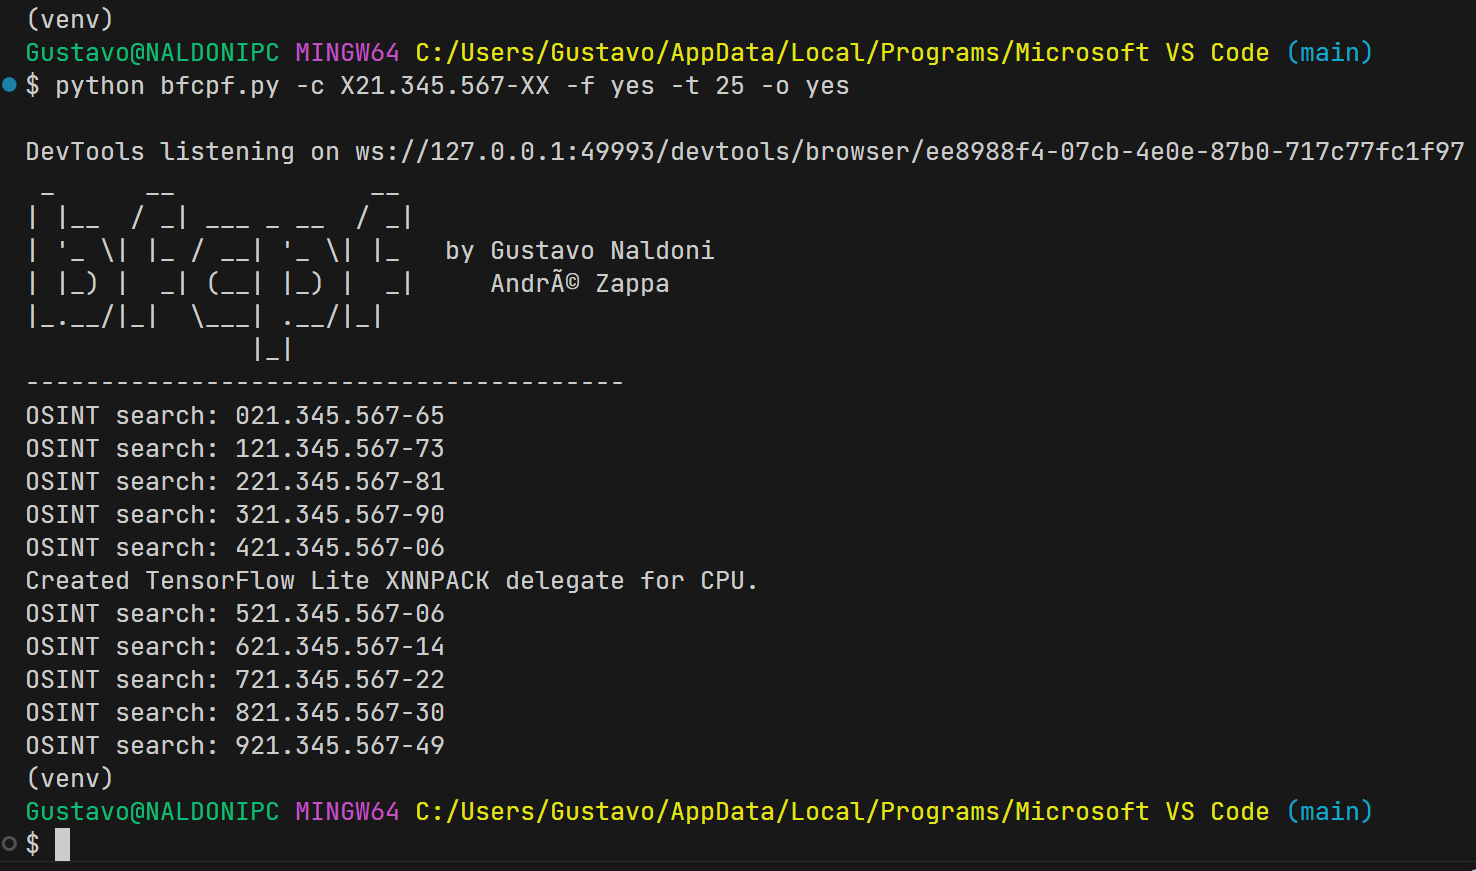 (venv)
Gustavo@NALDONIPC MINGW64 C:/Users/Gustavo/AppData/Local/Programs/Microsoft VS Code (main)
$ python bfcpf.py -c X21.345.567-XX -f yes -t 25 -o yes
DevTools listening on ws://127.0.0.1:49993/devtools/browser/ee8988f4-07cb-4e0e-87b0-717c77fc1f97
 _      __             __
| |__  / _| ___ _ __  / _|
| '_ \| |_ / __| '_ \| |_   by Gustavo Naldoni
| |_) |  _| (__| |_) |  _|     AndrÃ© Zappa
|_.__/|_|  \___| .__/|_|
               |_|
----------------------------------------
OSINT search: 021.345.567-65
OSINT search: 121.345.567-73
OSINT search: 221.345.567-81
OSINT search: 321.345.567-90
OSINT search: 421.345.567-06
Created TensorFlow Lite XNNPACK delegate for CPU.
OSINT search: 521.345.567-06
OSINT search: 621.345.567-14
OSINT search: 721.345.567-22
OSINT search: 821.345.567-30
OSINT search: 921.345.567-49
(venv)
Gustavo@NALDONIPC MINGW64 C:/Users/Gustavo/AppData/Local/Programs/Microsoft VS Code (main)
$